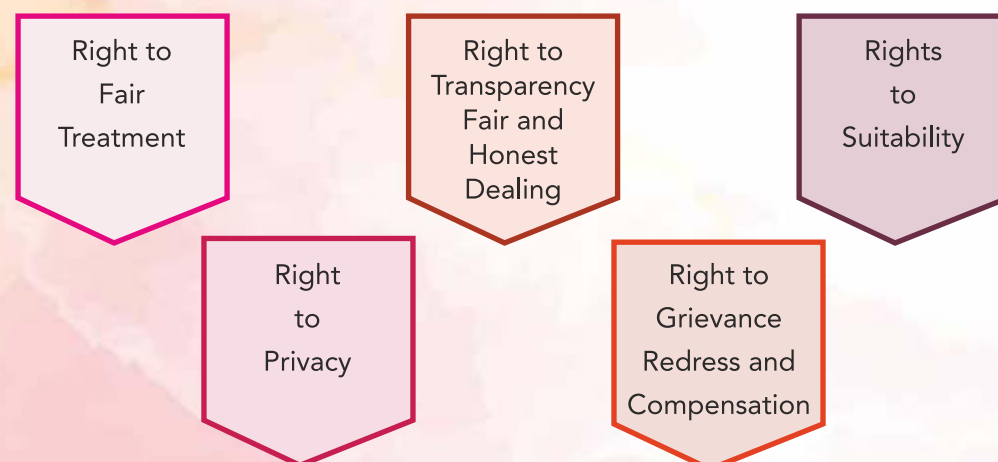 Right to
Fair
Treatment
Right to
Transparency
Fair and
Honest
Dealing
Rights
to
Suitability
Right
to
Privacy
Right to
Grievance
Redress and
Compensation